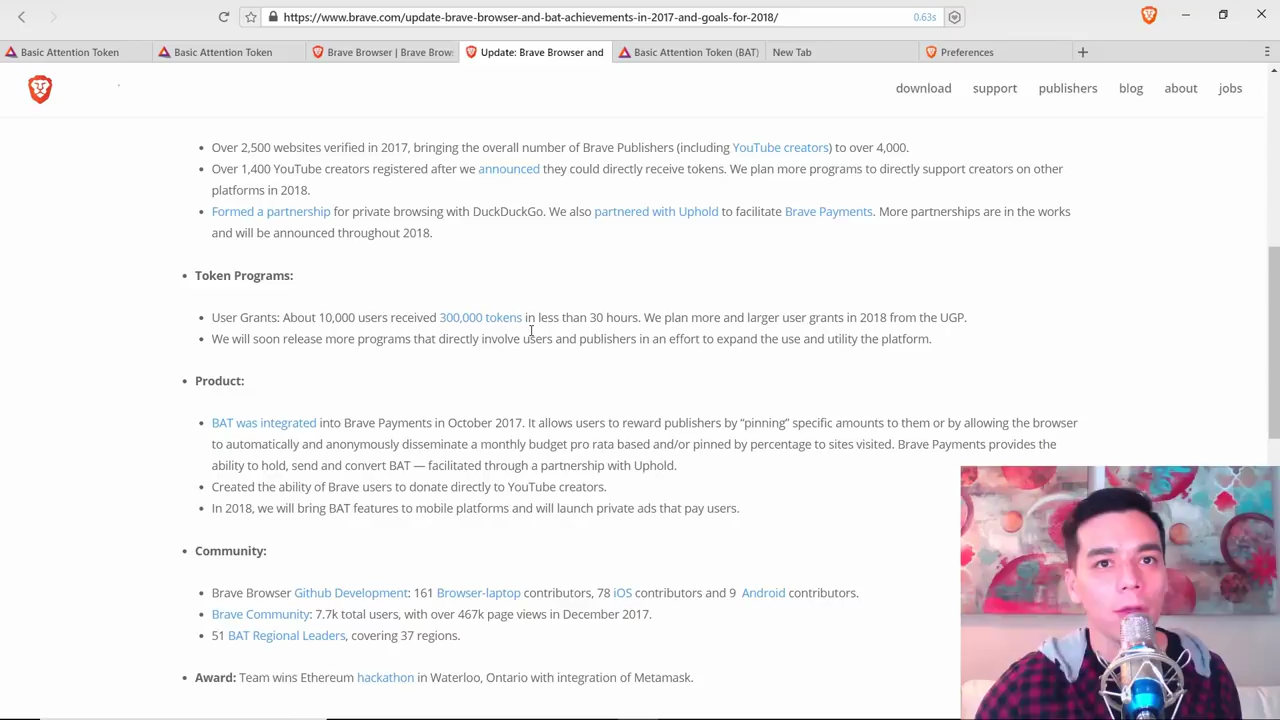 https://www.brave.com/update-brave-browser-and-bat-achievements-in-2017-and-goals-for-2018/ 0.63s
Basic Attention Token
Basic Attention Token
Brave Browser | Brave Brow
Update: Brave Browser and
Basic Attention Token (BAT)
New Tab
Preferences
download support publishers blog about jobs
Over 2,500 websites verified in 2017, bringing the overall number of Brave Publishers (including YouTube creators) to over 4,000.
Over 1,400 YouTube creators registered after we announced they could directly receive tokens. We plan more programs to directly support creators on other
platforms in 2018.
Formed a partnership for private browsing with DuckDuckGo. We also partnered with Uphold to facilitate Brave Payments. More partnerships are in the works
and will be announced throughout 2018.
Token Programs:
User Grants: About 10,000 users received 300,000 tokens in less than 30 hours. We plan more and larger user grants in 2018 from the UGP.
We will soon release more programs that directly involve users and publishers in an effort to expand the use and utility the platform.
Product:
BAT was integrated into Brave Payments in October 2017. It allows users to reward publishers by “pinning” specific amounts to them or by allowing the browser
to automatically and anonymously disseminate a monthly budget pro rata based and/or pinned by percentage to sites visited. Brave Payments provides the
ability to hold, send and convert BAT — facilitated through a partnership with Uphold.
Created the ability of Brave users to donate directly to YouTube creators.
In 2018, we will bring BAT features to mobile platforms and will launch private ads that pay users.
Community:
Brave Browser Github Development: 161 Browser-laptop contributors, 78 iOS contributors and 9 Android contributors.
Brave Community: 7.7k total users, with over 467k page views in December 2017.
51 BAT Regional Leaders, covering 37 regions.
Award: Team wins Ethereum hackathon in Waterloo, Ontario with integration of Metamask.